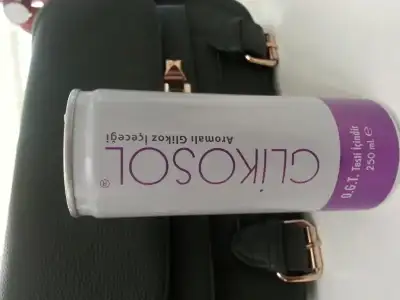 GLİKOSOL®
Aromalı Glikoz İçeceği
O.G.T. Testi İçindir
250 ml. ℮